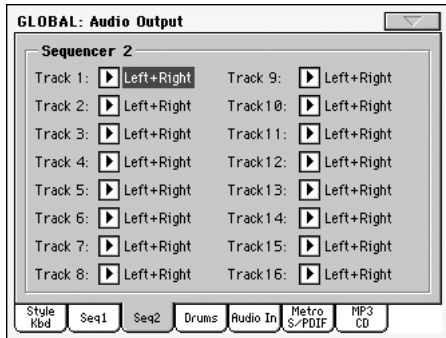 GLOBAL: Audio Output
Sequencer 2
Track 1: Left+Right Track 9: Left+Right
Track 2: Left+Right Track10: Left+Right
Track 3: Left+Right Track11: Left+Right
Track 4: Left+Right Track12: Left+Right
Track 5: Left+Right Track13: Left+Right
Track 6: Left+Right Track14: Left+Right
Track 7: Left+Right Track15: Left+Right
Track 8: Left+Right Track16: Left+Right
Style Kbd Seq1 Seq2 Drums Audio In Metro S/PDIF MP3 CD